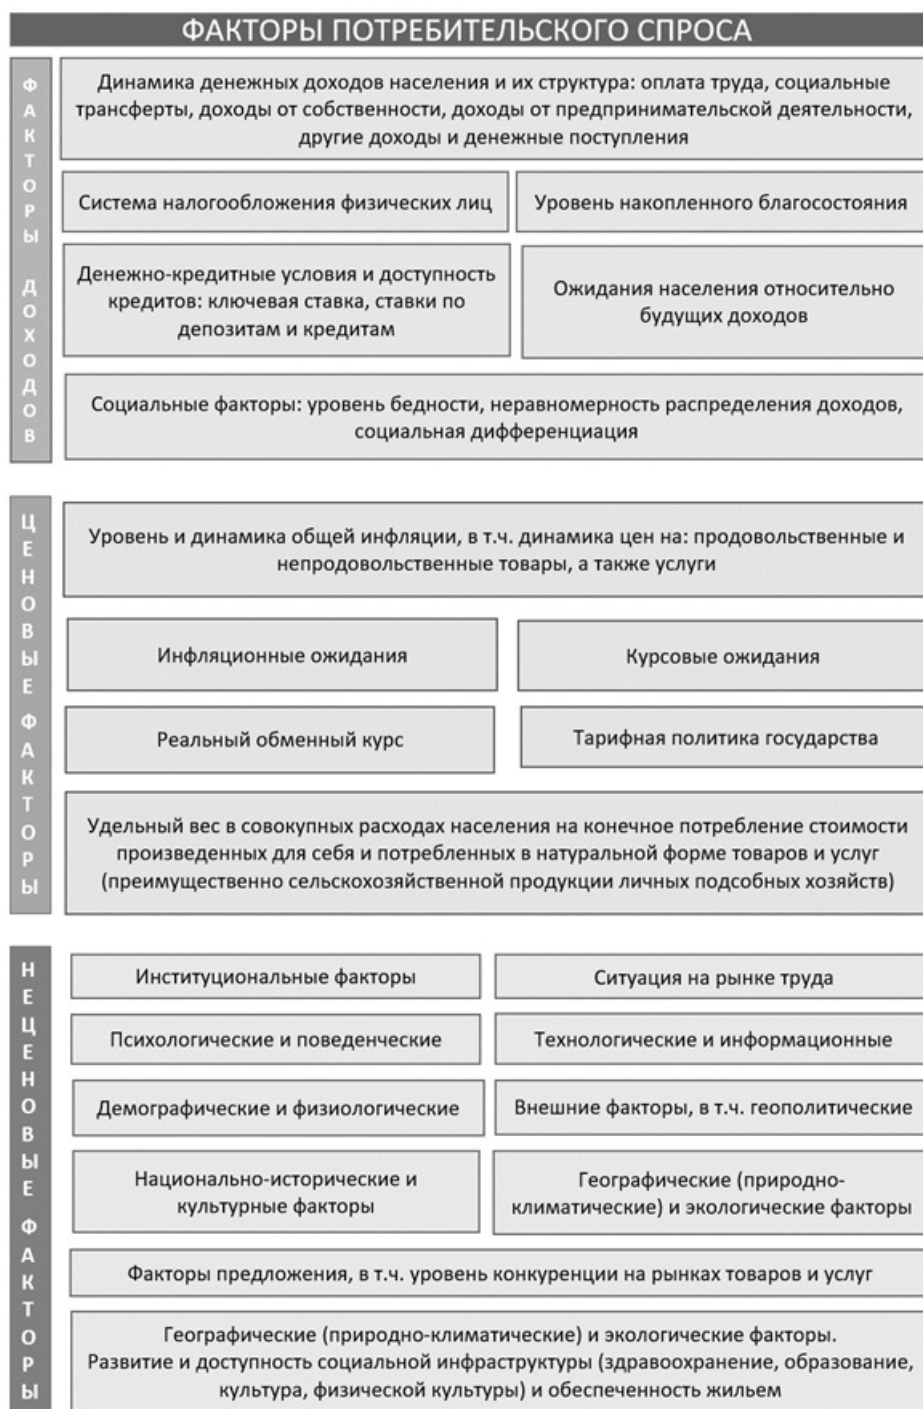 ФАКТОРЫ ПОТРЕБИТЕЛЬСКОГО СПРОСА
ФАКТОРЫ ДОХОДОВ
Динамика денежных доходов населения и их структура: оплата труда, социальные
трансферты, доходы от собственности, доходы от предпринимательской деятельности,
другие доходы и денежные поступления
Система налогообложения физических лиц
Уровень накопленного благосостояния
Денежно-кредитные условия и доступность
кредитов: ключевая ставка, ставки по
депозитам и кредитам
Ожидания населения относительно
будущих доходов
Социальные факторы: уровень бедности, неравномерность распределения доходов,
социальная дифференциация
ЦЕНОВЫЕ ФАКТОРЫ
Уровень и динамика общей инфляции, в т.ч. динамика цен на: продовольственные и
непродовольственные товары, а также услуги
Инфляционные ожидания
Курсовые ожидания
Реальный обменный курс
Тарифная политика государства
Удельный вес в совокупных расходах населения на конечное потребление стоимости
произведенных для себя и потребленных в натуральной форме товаров и услуг
(преимущественно сельскохозяйственной продукции личных подсобных хозяйств)
НЕЦЕНОВЫЕ ФАКТОРЫ
Институциональные факторы
Ситуация на рынке труда
Психологические и поведенческие
Технологические и информационные
Демографические и физиологические
Внешние факторы, в т.ч. геополитические
Национально-исторические и
культурные факторы
Географические (природно-
климатические) и экологические факторы
Факторы предложения, в т.ч. уровень конкуренции на рынках товаров и услуг
Географические (природно-климатические) и экологические факторы.
Развитие и доступность социальной инфраструктуры (здравоохранение, образование,
культура, физической культуры) и обеспеченность жильем